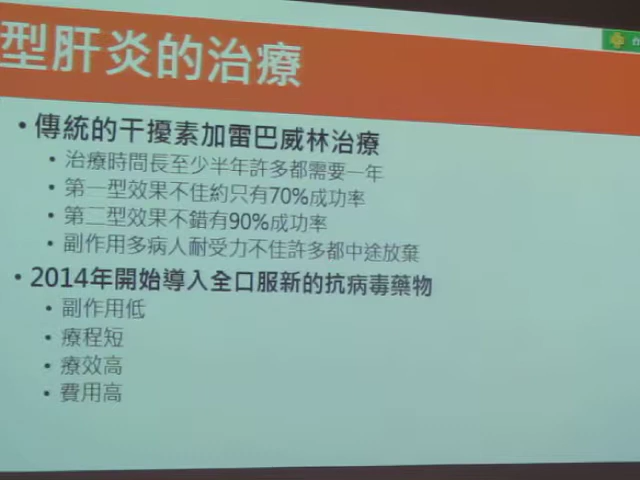 型肝炎的治療
• 傳統的干擾素加雷巴威林治療
• 治療時間長至少半年許多都需要一年
• 第一型效果不佳約只有70%成功率
• 第二型效果不錯有90%成功率
• 副作用多病人耐受力不佳許多都中途放棄
• 2014年開始導入全口服新的抗病毒藥物
• 副作用低
• 療程短
• 療效高
• 費用高